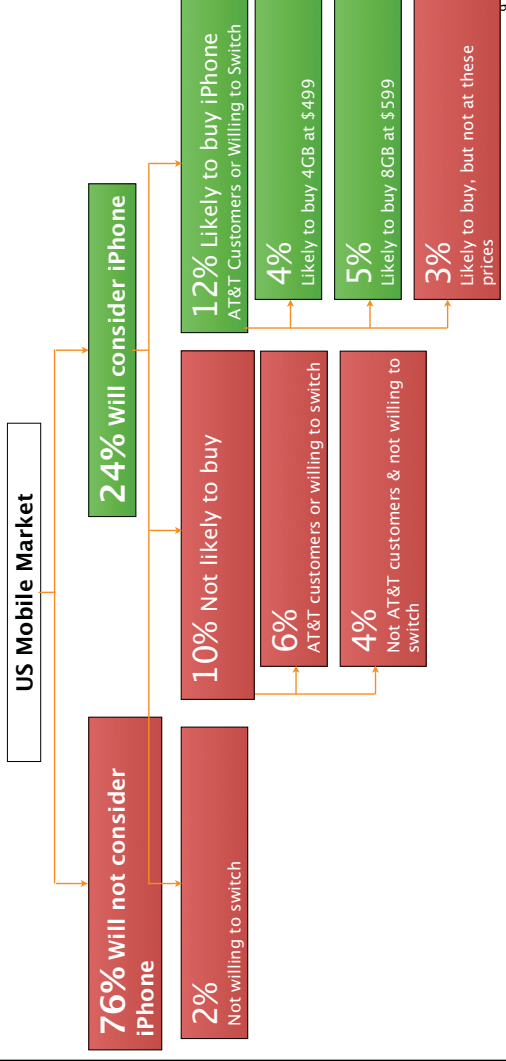 US Mobile Market
76% Will not consider
iPhone
24% Will consider iPhone
2%
Not willing to switch
10% Not likely to buy
6%
AT&T customers or willing to switch
4%
Not AT&T customers & not willing to
switch
12% Likely to buy iPhone
AT&T Customers or Willing to Switch
4%
Likely to buy 4GB at $499
5%
Likely to buy 8GB at $599
3%
Likely to buy, but not at these
prices